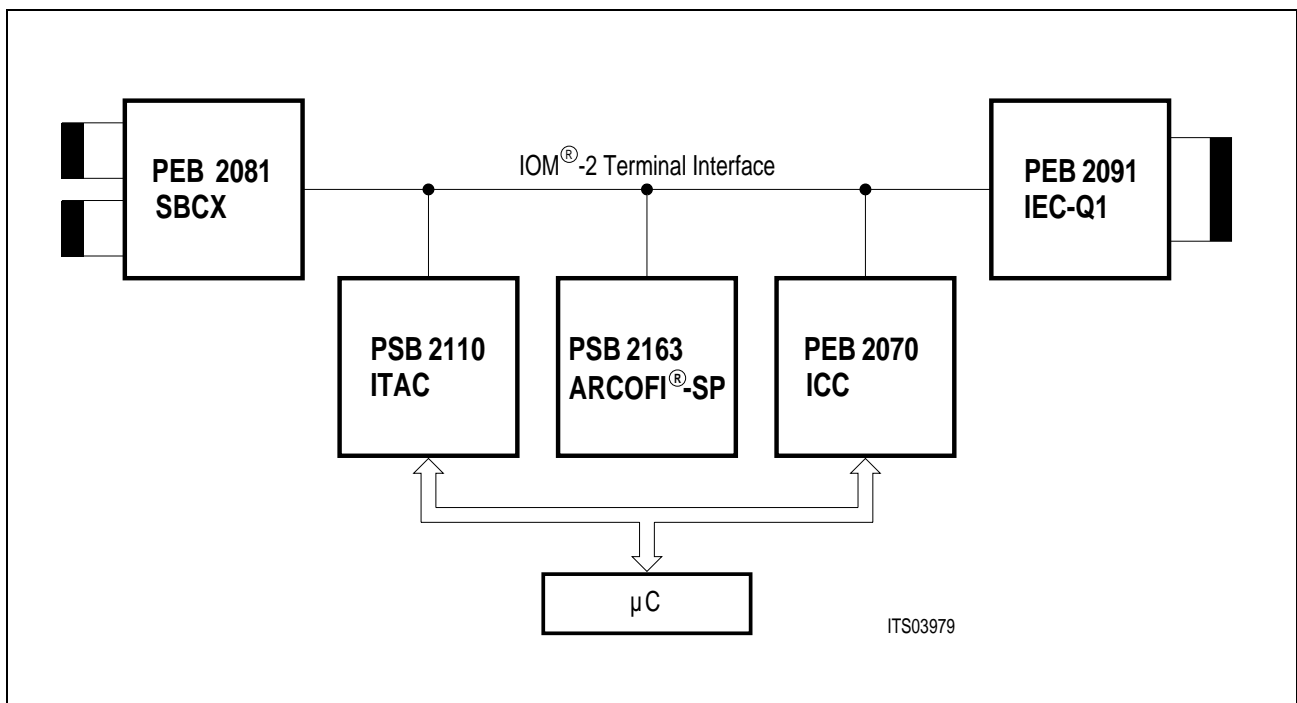 PEB 2081
SBCX
IOM®-2 Terminal Interface
PEB 2091
IEC-Q1
PSB 2110
ITAC
PSB 2163
ARCOFI®-SP
PEB 2070
ICC
µC
ITS03979